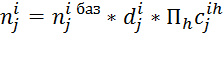 n_j^i = n_j^{i баз} * d_j^i * Π_h c_j^{ih}